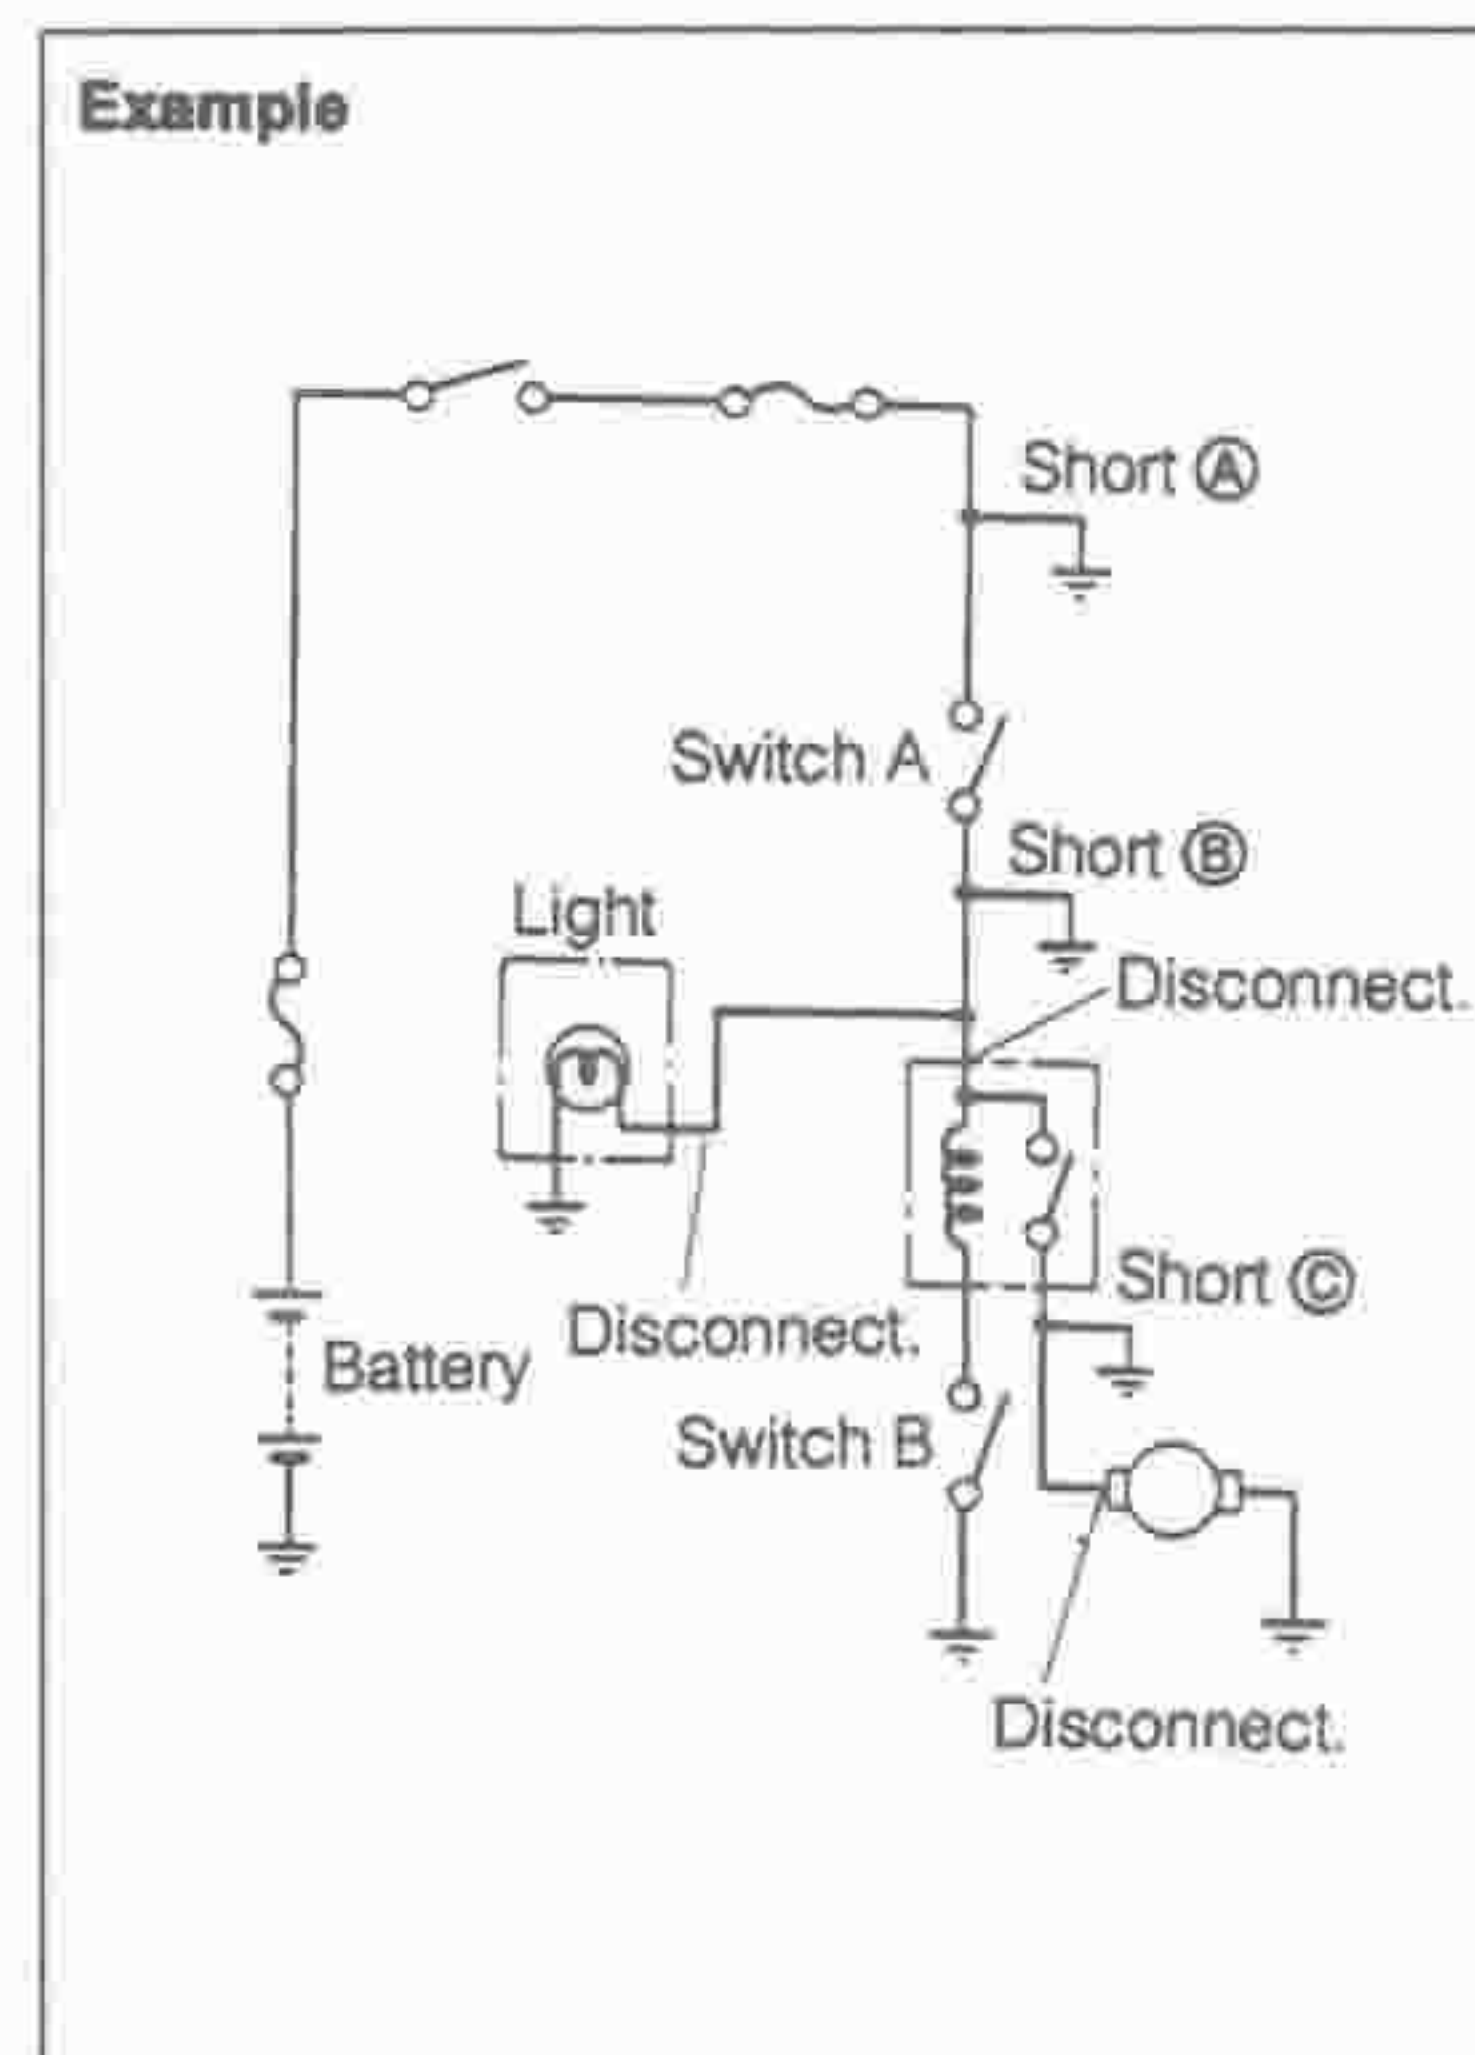 Example
Short Ⓐ
Switch A
Short Ⓑ
Light
Disconnect.
Short Ⓒ
Disconnect.
Battery
Switch B
Disconnect.